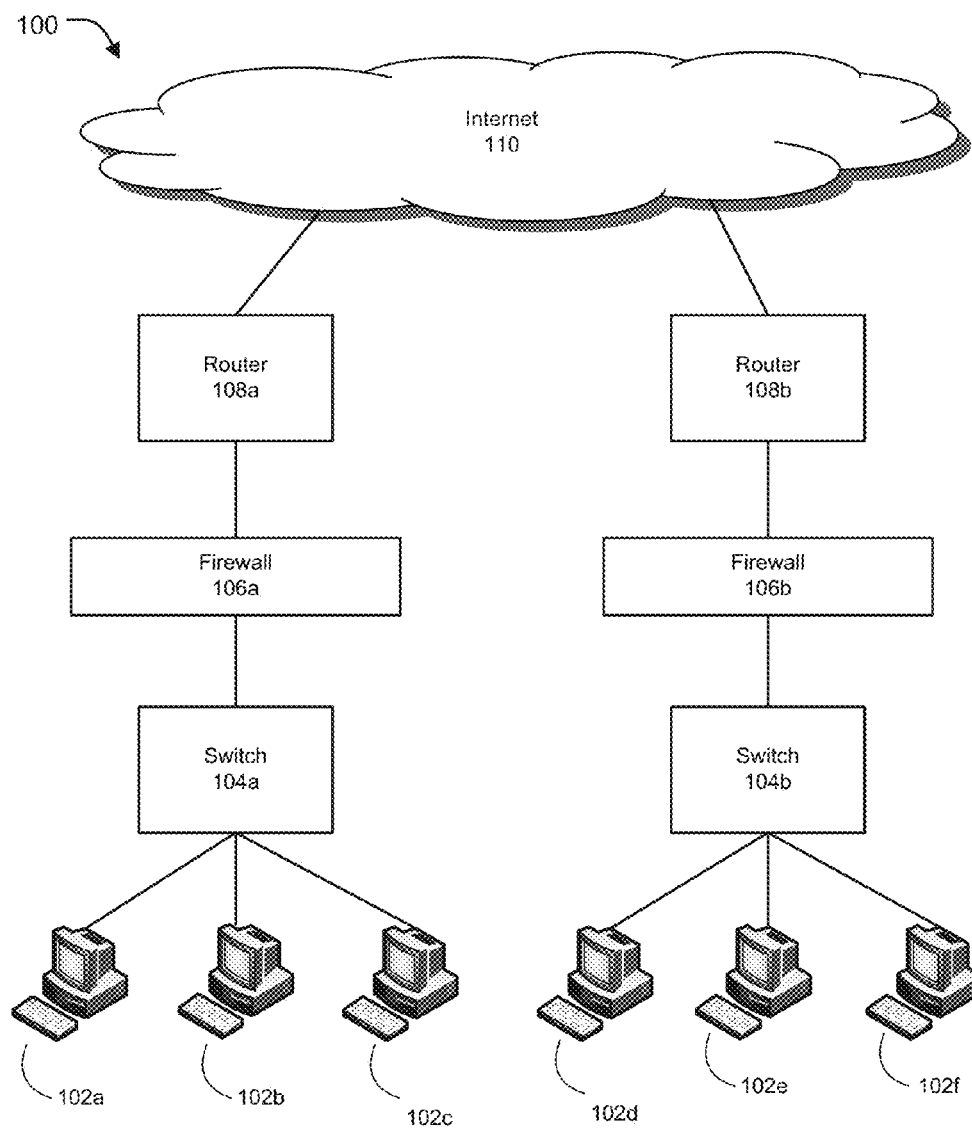 100
Internet
110
Router
108a
Router
108b
Firewall
106a
Firewall
106b
Switch
104a
Switch
104b
102a
102b
102c
102d
102e
102f